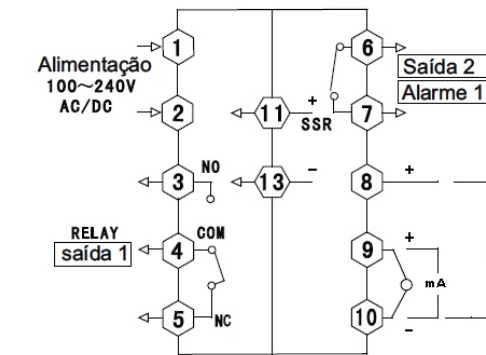 1
Alimentação
100~240V
AC/DC
2
3
NO
RELAY
saída 1
4
COM
5
NC
11
+
SSR
13
−
6
Saída 2
Alarme 1
7
8
+
9
+
mA
10
−